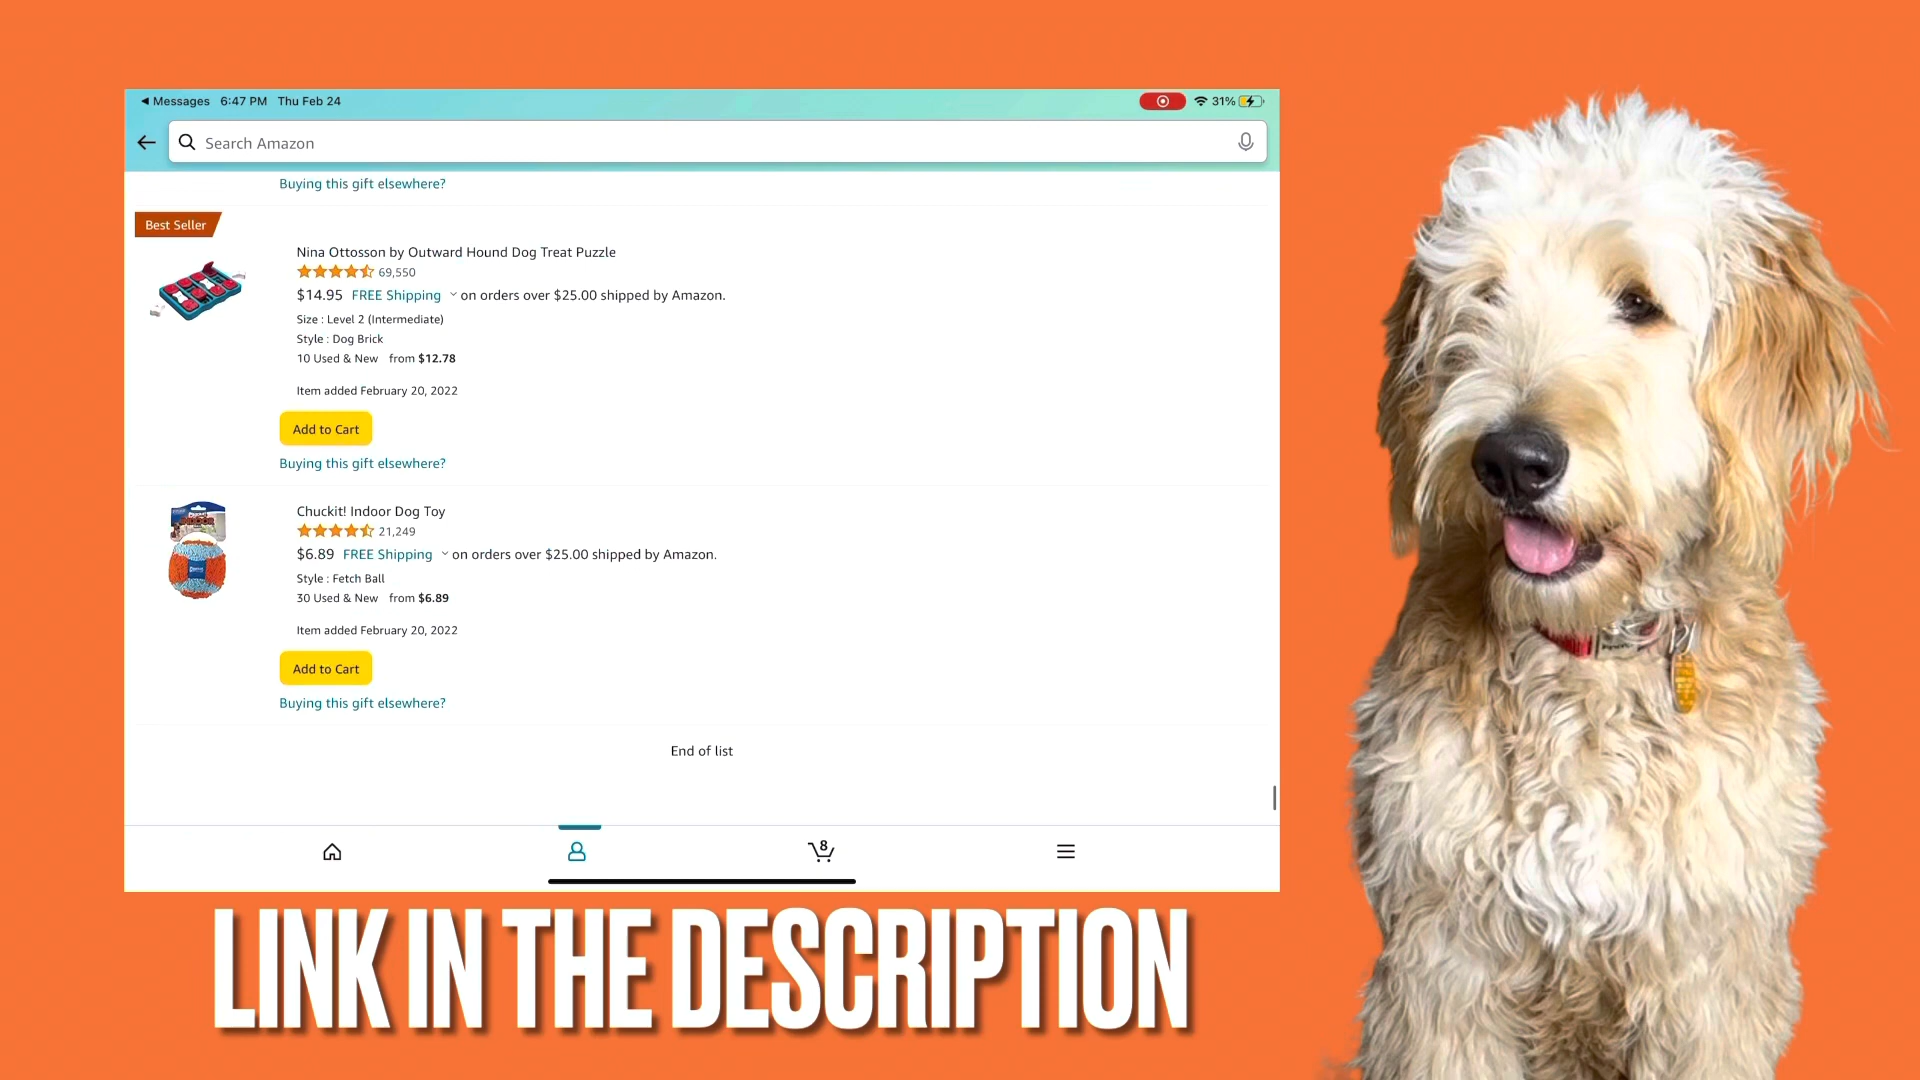 Messages 6:47 PM Thu Feb 24
31%
Search Amazon
Buying this gift elsewhere?
Best Seller
Nina Ottosson by Outward Hound Dog Treat Puzzle
69,550
$14.95 FREE Shipping on orders over $25.00 shipped by Amazon.
Size : Level 2 (Intermediate)
Style : Dog Brick
10 Used & New from $12.78
Item added February 20, 2022
Add to Cart
Buying this gift elsewhere?
Chuckit! Indoor Dog Toy
21,249
$6.89 FREE Shipping on orders over $25.00 shipped by Amazon.
Style : Fetch Ball
30 Used & New from $6.89
Item added February 20, 2022
Add to Cart
Buying this gift elsewhere?
End of list
8
LINK IN THE DESCRIPTION